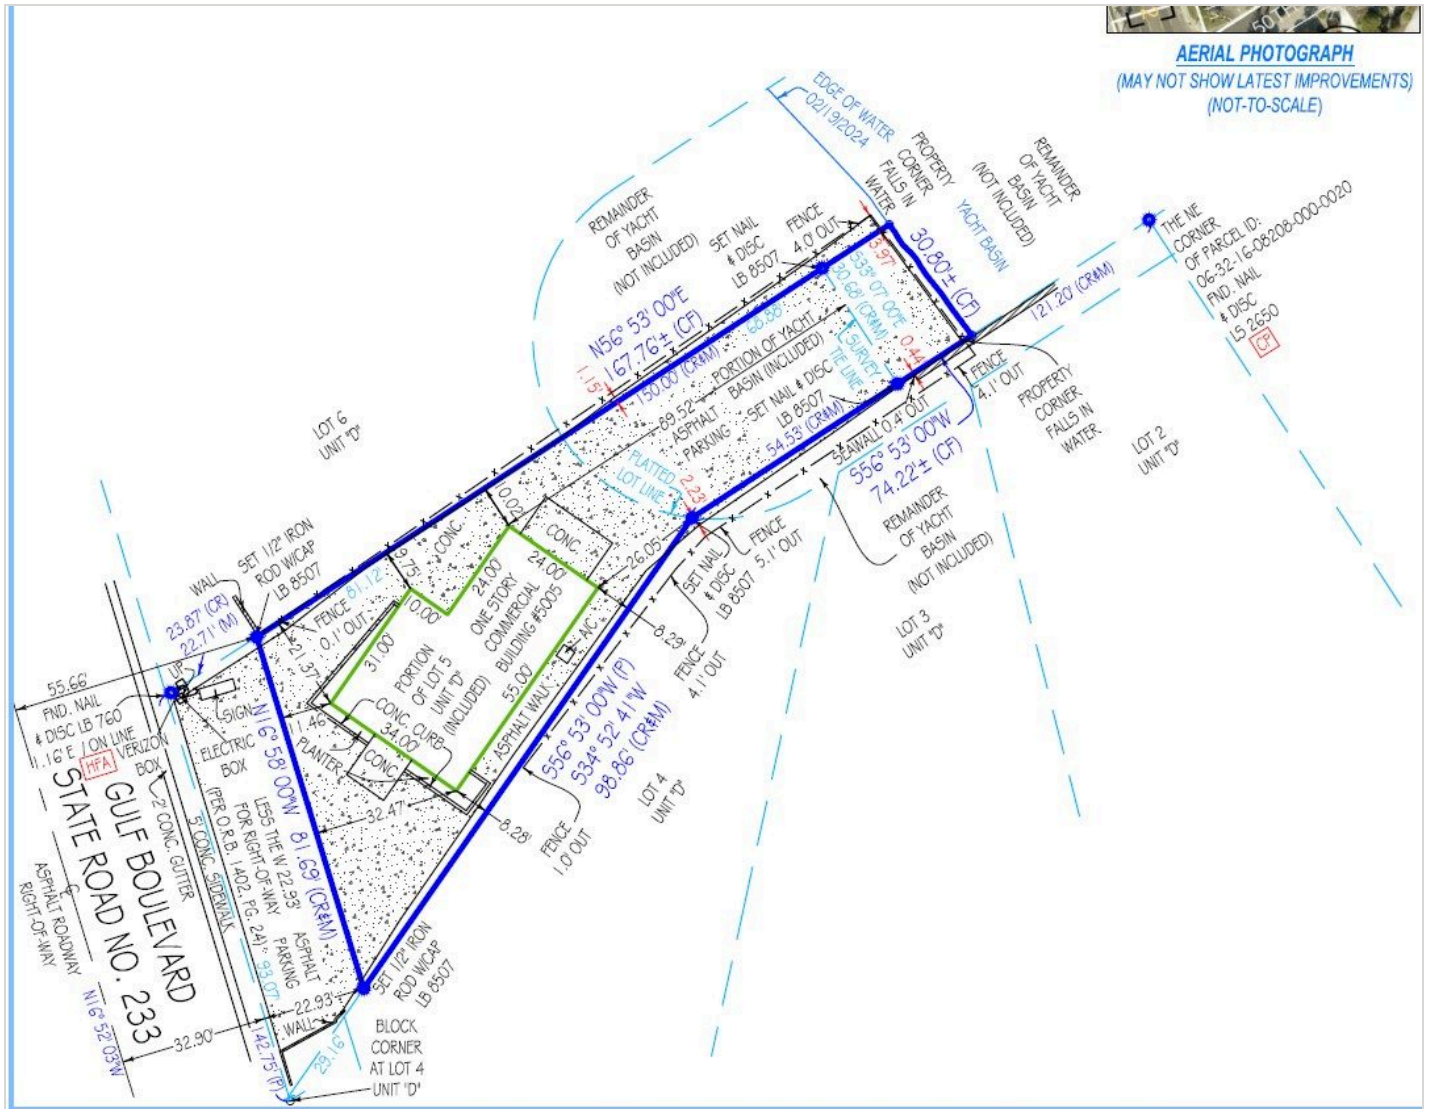 50TH
AERIAL PHOTOGRAPH
(MAY NOT SHOW LATEST IMPROVEMENTS)
(NOT-TO-SCALE)
EDGE OF WATER
02/19/2024
PROPERTY
CORNER
FALLS IN
WATER
YACHT BASIN
REMAINDER
OF YACHT
BASIN
(NOT INCLUDED)
THE NE
CORNER
OF PARCEL ID:
06-32-16-08208-000-0020
FND. NAIL
& DISC
LS 2650
CP
121.20' (CR&M)
REMAINDER
OF YACHT
BASIN
(NOT INCLUDED)
SET NAIL
& DISC
LB 8507
FENCE
4.0' OUT
3.97'
30.80'± (CF)
S33° 07' 00"E
30.68' (CR&M)
SURVEY
TIE LINE
0.44'
N56° 53' 00"E
167.76'± (CF)
150.00' (CR&M)
68.88'
1.15'
PORTION OF YACHT
BASIN (INCLUDED)
89.52'
ASPHALT
PARKING
SET NAIL & DISC
LB 8507
54.53' (CR&M)
SEAWALL 0.4' OUT
S56° 53' 00"W
74.22'± (CF)
FENCE
4.1' OUT
PROPERTY
CORNER
FALLS IN
WATER
LOT 2
UNIT "D"
LOT 6
UNIT "D"
PLATTED
LOT LINE
2.23'
REMAINDER
OF YACHT
BASIN
(NOT INCLUDED)
FENCE
5.1' OUT
SET NAIL
& DISC
LB 8507
LOT 3
UNIT "D"
WALL
SET 1/2" IRON
ROD W/CAP
LB 8507
FENCE
0.1' OUT
81.12'
9.75'
CONC.
0.02'
CONC.
24.00'
24.00'
26.05'
10.00'
ONE STORY
COMMERCIAL
BUILDING #5005
A/C
8.29'
FENCE
4.1' OUT
23.87' (CR)
22.71' (M)
21.37'
31.00'
PORTION
OF LOT 5
UNIT "D"
(INCLUDED)
55.00'
ASPHALT WALK
S56° 53' 00"W (P)
S34° 52' 41"W
98.86' (CR&M)
55.66'
FND. NAIL
& DISC LB 760
1.16'E / ON LINE
HFA
UP
SIGN
VERIZON
BOX
ELECTRIC
BOX
N16° 58' 00"W 81.69' (CR&M)
11.46'
PLANTER
CONC. CURB
34.00'
CONC
32.47'
8.28'
FENCE
1.0' OUT
LOT 4
UNIT "D"
GULF BOULEVARD
STATE ROAD NO. 233
2' CONC. GUTTER
5' CONC. SIDEWALK
LESS THE W 22.93'
FOR RIGHT-OF-WAY
(PER O.R.B. 1402, PG. 24)
93.07'
ASPHALT
PARKING
ASPHALT ROADWAY
RIGHT-OF-WAY
N16° 52' 03"W
32.90'
22.93'
WALL
142.75' (P)
29.16'
SET 1/2" IRON
ROD W/CAP
LB 8507
BLOCK
CORNER
AT LOT 4
UNIT "D"